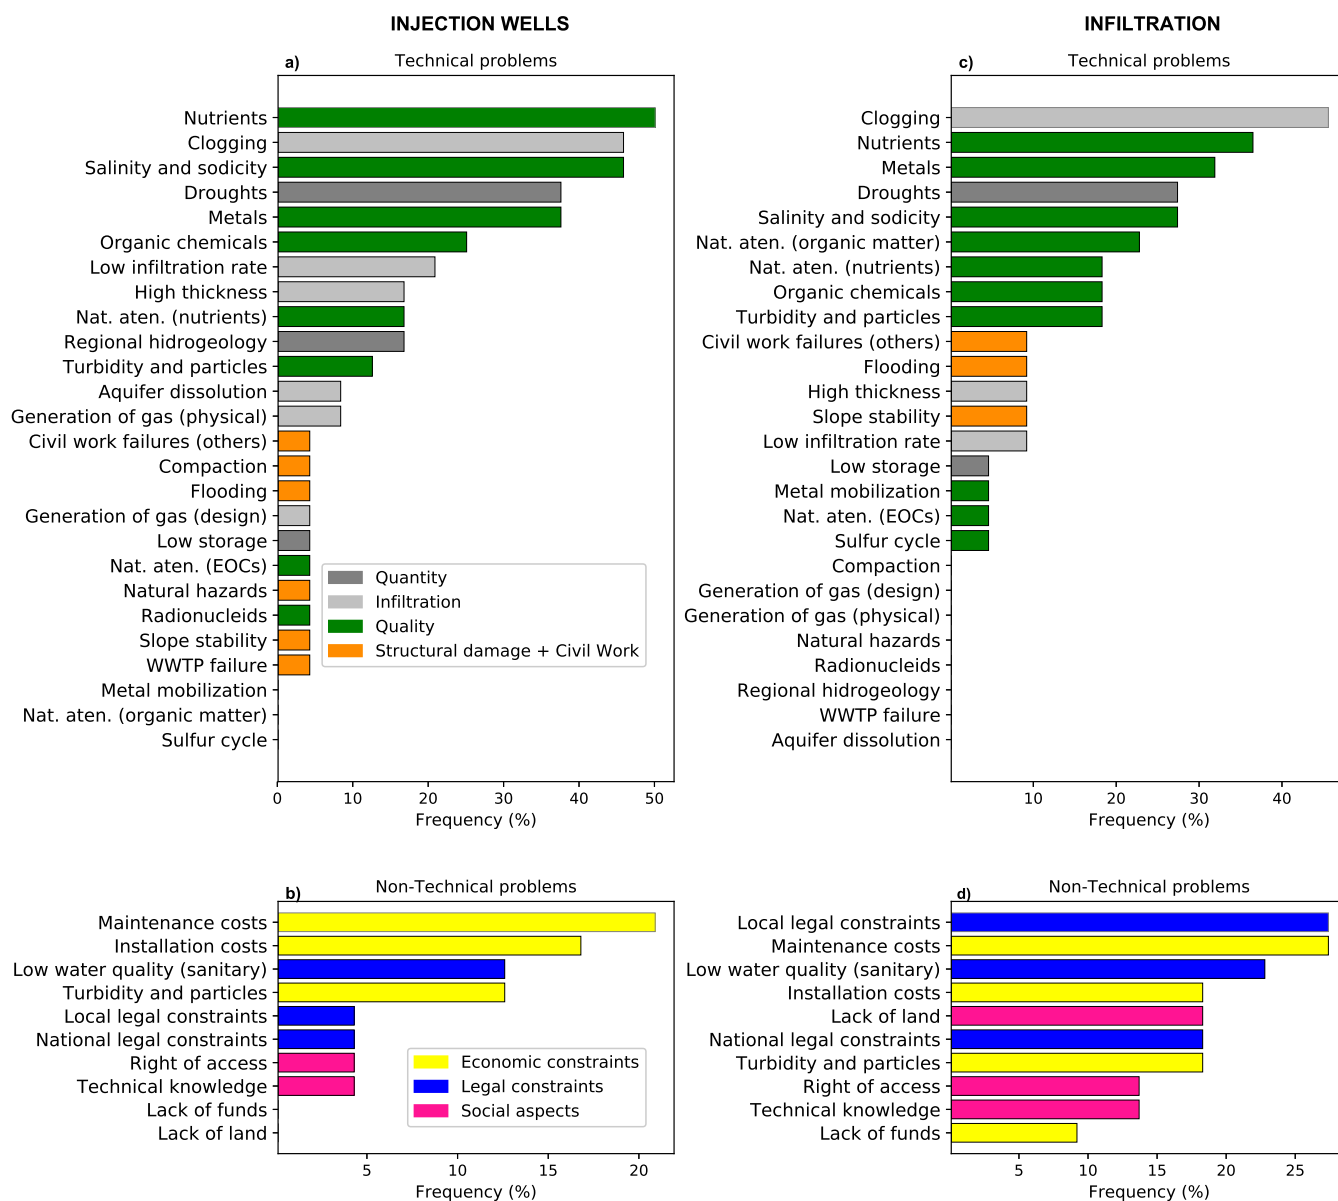 INJECTION WELLS
a)
Technical problems
Nutrients
Clogging
Salinity and sodicity
Droughts
Metals
Organic chemicals
Low infiltration rate
High thickness
Nat. aten. (nutrients)
Regional hidrogeology
Turbidity and particles
Aquifer dissolution
Generation of gas (physical)
Civil work failures (others)
Compaction
Flooding
Generation of gas (design)
Low storage
Nat. aten. (EOCs)
Natural hazards
Radionucleids
Slope stability
WWTP failure
Metal mobilization
Nat. aten. (organic matter)
Sulfur cycle
Quantity
Infiltration
Quality
Structural damage + Civil Work
0 10 20 30 40 50
Frequency (%)
INFILTRATION
c)
Technical problems
Clogging
Nutrients
Metals
Droughts
Salinity and sodicity
Nat. aten. (organic matter)
Nat. aten. (nutrients)
Organic chemicals
Turbidity and particles
Civil work failures (others)
Flooding
High thickness
Slope stability
Low infiltration rate
Low storage
Metal mobilization
Nat. aten. (EOCs)
Sulfur cycle
Compaction
Generation of gas (design)
Generation of gas (physical)
Natural hazards
Radionucleids
Regional hidrogeology
WWTP failure
Aquifer dissolution
10 20 30 40
Frequency (%)
b)
Non-Technical problems
Maintenance costs
Installation costs
Low water quality (sanitary)
Turbidity and particles
Local legal constraints
National legal constraints
Right of access
Technical knowledge
Lack of funds
Lack of land
Economic constraints
Legal constraints
Social aspects
5 10 15 20
Frequency (%)
d)
Non-Technical problems
Local legal constraints
Maintenance costs
Low water quality (sanitary)
Installation costs
Lack of land
National legal constraints
Turbidity and particles
Right of access
Technical knowledge
Lack of funds
5 10 15 20 25
Frequency (%)